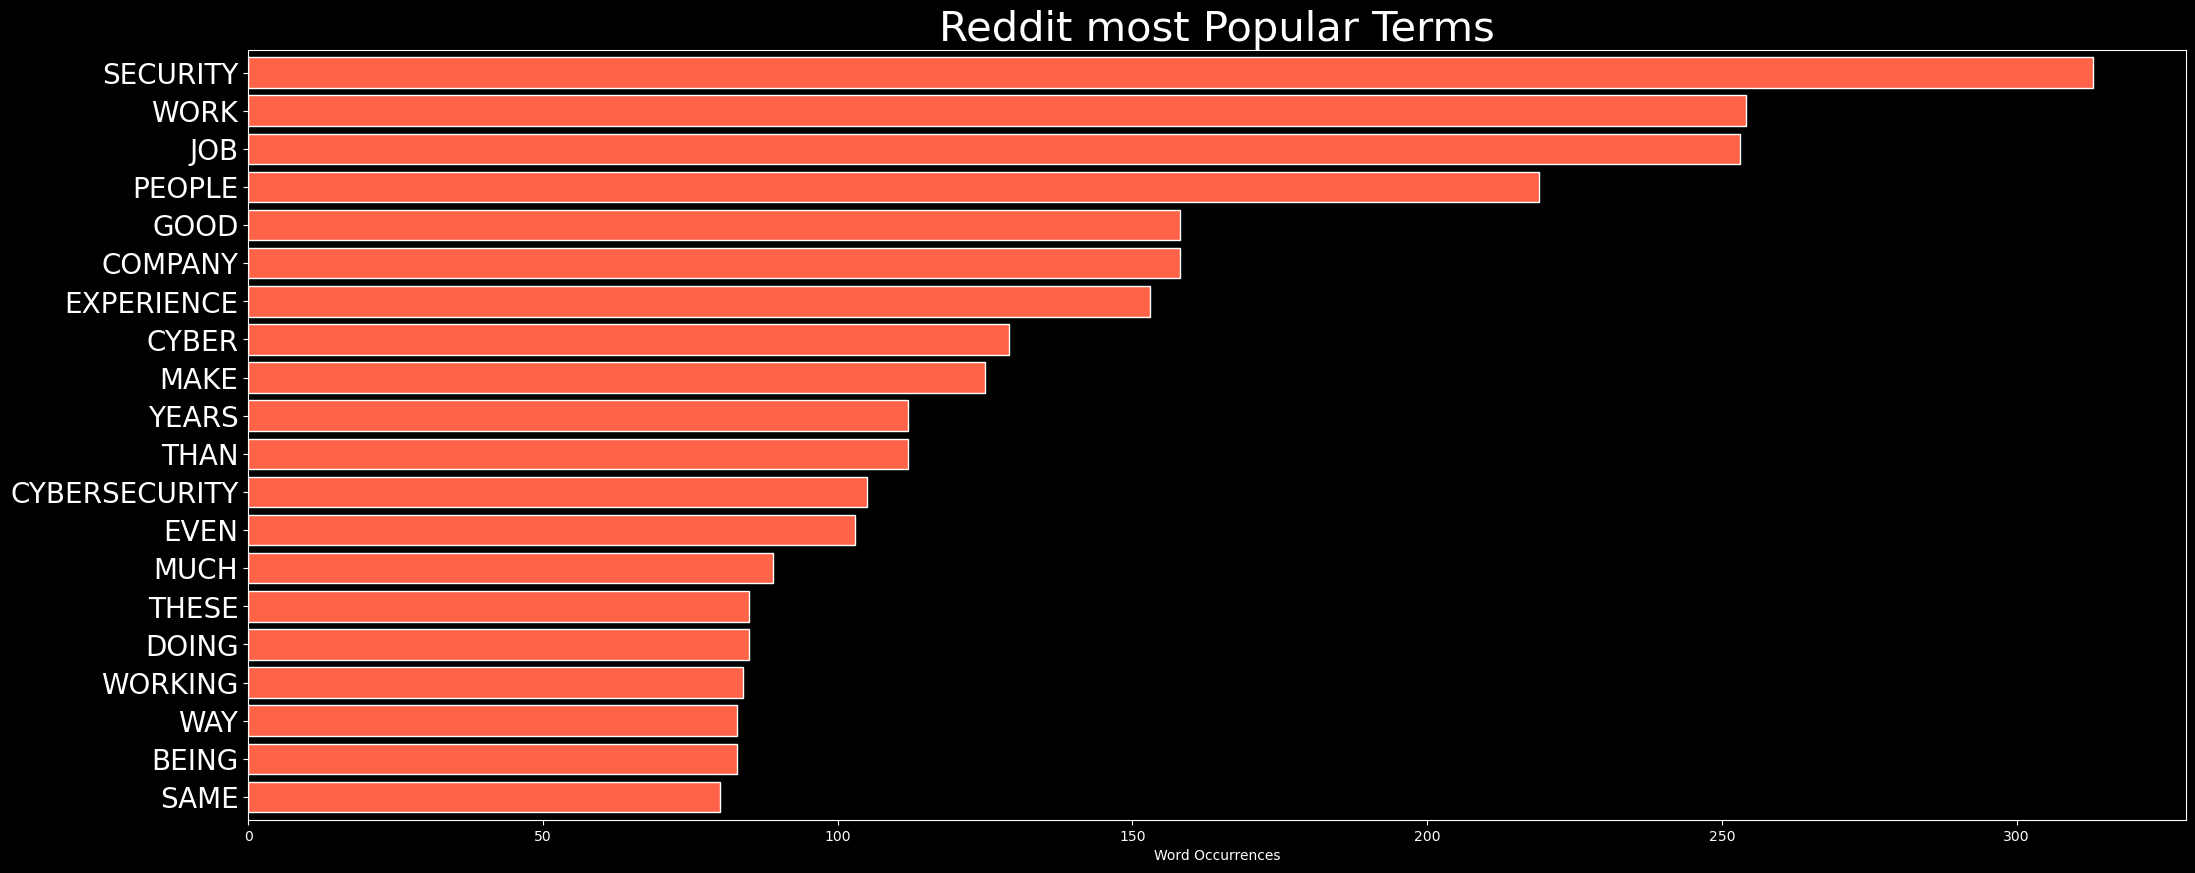 Reddit most Popular Terms
SECURITY
WORK
JOB
PEOPLE
GOOD
COMPANY
EXPERIENCE
CYBER
MAKE
YEARS
THAN
CYBERSECURITY
EVEN
MUCH
THESE
DOING
WORKING
WAY
BEING
SAME
0 50 100 150 200 250 300
Word Occurrences